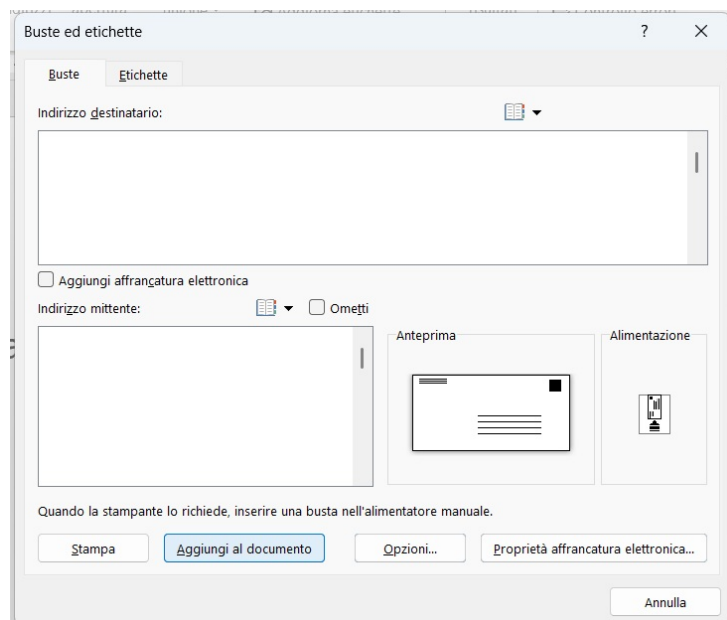 Buste ed etichette ?
Buste Etichette
Indirizzo destinatario:
Aggiungi affrancatura elettronica
Indirizzo mittente: Ometti
Anteprima Alimentazione
Quando la stampante lo richiede, inserire una busta nell'alimentatore manuale.
Stampa Aggiungi al documento Opzioni... Proprietà affrancatura elettronica...
Annulla